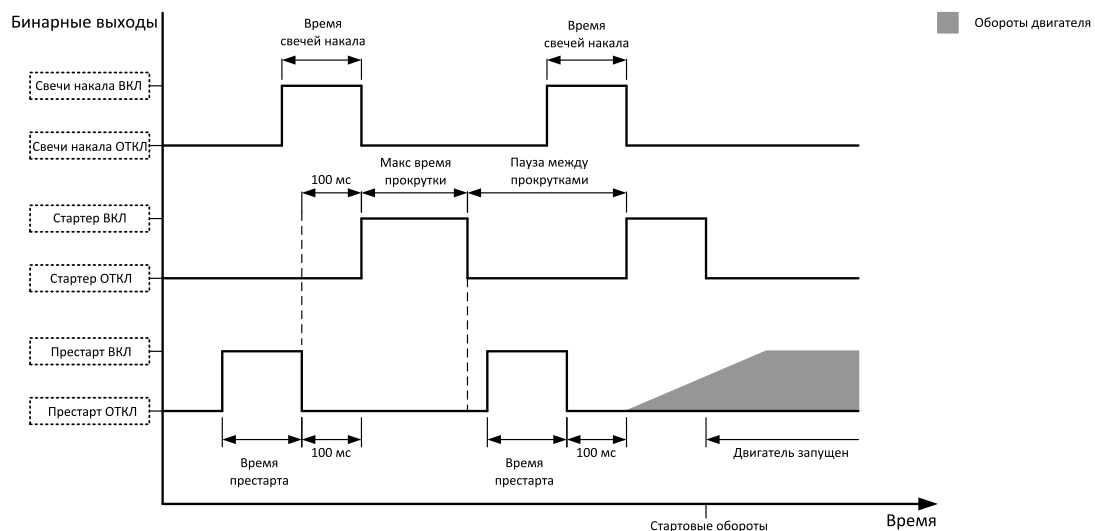 Бинарные выходы
Время
свечей накала
Время
свечей накала
Обороты двигателя
Свечи накала ВКЛ
Свечи накала ОТКЛ
100 мс
Макс время
прокрутки
Пауза между
прокрутками
Стартер ВКЛ
Стартер ОТКЛ
Престарт ВКЛ
Престарт ОТКЛ
Время
престарта
100 мс
Время
престарта
100 мс
Двигатель запущен
Время
Стартовые обороты